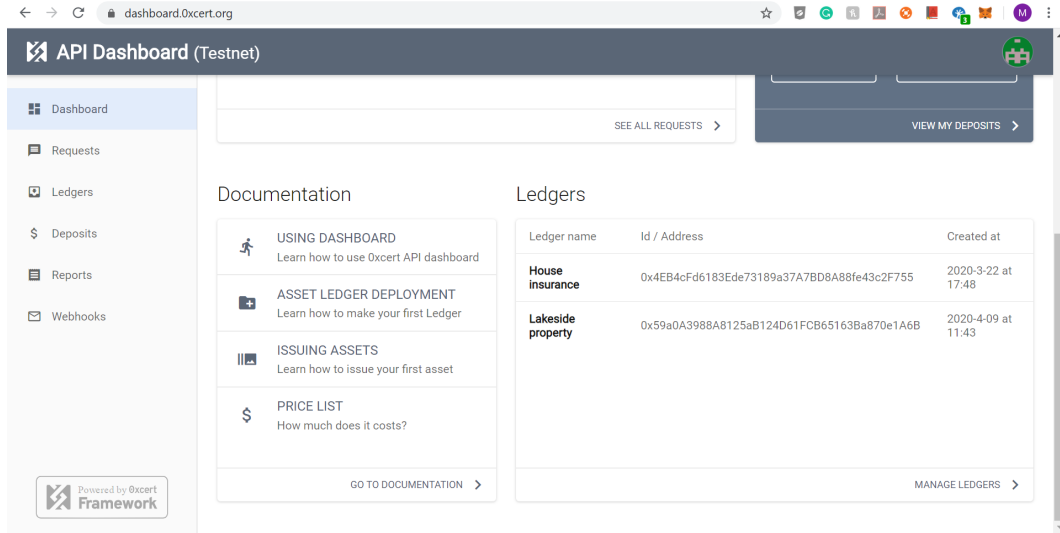 dashboard.0xcert.org
3
M
API Dashboard (Testnet)
Dashboard
Requests
Ledgers
Deposits
Reports
Webhooks
Powered by 0xcert
Framework
SEE ALL REQUESTS
VIEW MY DEPOSITS
Documentation
USING DASHBOARD
Learn how to use 0xcert API dashboard
ASSET LEDGER DEPLOYMENT
Learn how to make your first Ledger
ISSUING ASSETS
Learn how to issue your first asset
$ PRICE LIST
How much does it costs?
GO TO DOCUMENTATION
Ledgers
Ledger name Id / Address Created at
House insurance 0x4EB4cFd6183Ede73189a37A7BD8A88fe43c2F755 2020-3-22 at 17:48
Lakeside property 0x59a0A3988A8125aB124D61FCB65163Ba870e1A6B 2020-4-09 at 11:43
MANAGE LEDGERS